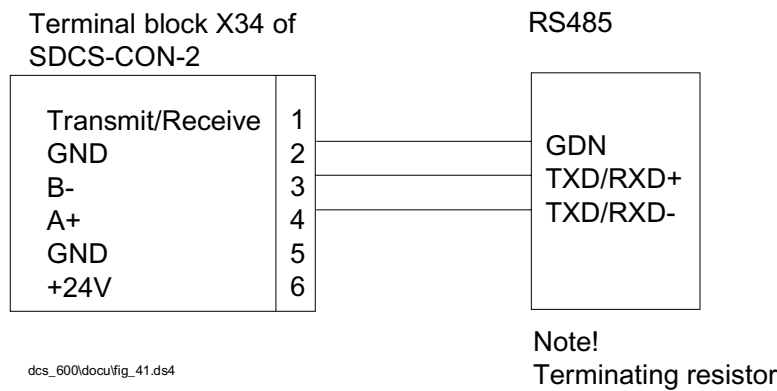 Terminal block X34 of
SDCS-CON-2
RS485
Transmit/Receive 1
GND 2
B- 3
A+ 4
GND 5
+24V 6
GDN
TXD/RXD+
TXD/RXD-
Note!
Terminating resistor
dcs_600\docu\fig_41.ds4